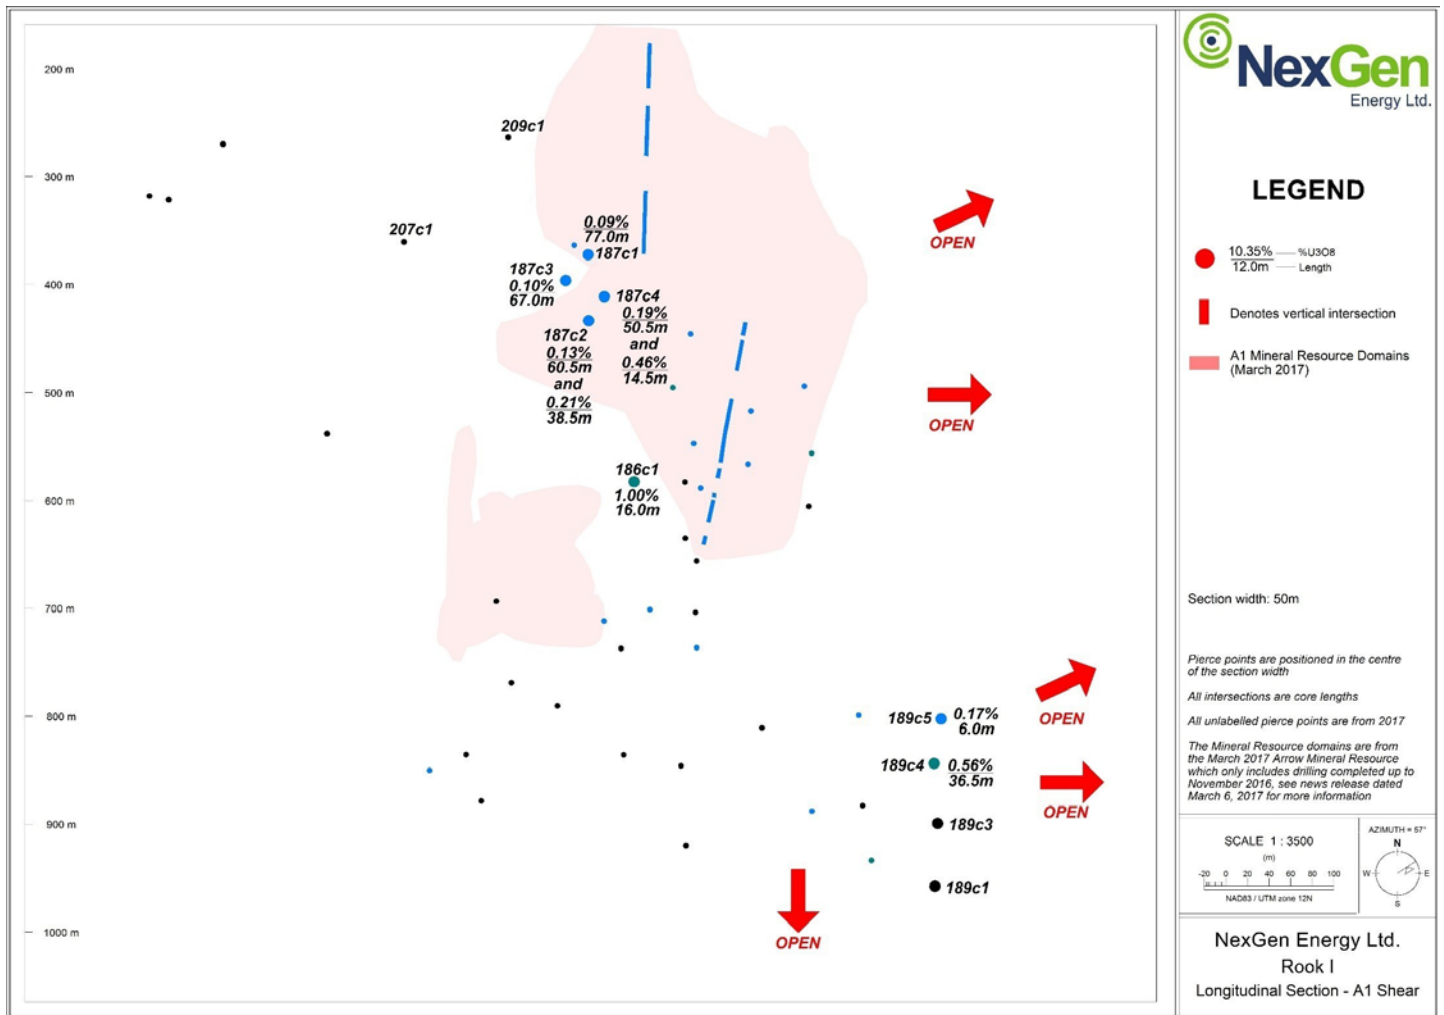 200 m
300 m
400 m
500 m
600 m
700 m
800 m
900 m
1000 m
209c1
207c1
0.09%
77.0m
187c1
187c3
0.10%
67.0m
187c4
0.19%
50.5m
and
0.46%
14.5m
187c2
0.13%
60.5m
and
0.21%
38.5m
186c1
1.00%
16.0m
OPEN
OPEN
OPEN
189c5
0.17%
6.0m
189c4
0.56%
36.5m
OPEN
189c3
189c1
OPEN
NexGen
Energy Ltd.
LEGEND
10.35% %U3O8
12.0m Length
Denotes vertical intersection
A1 Mineral Resource Domains
(March 2017)
Section width: 50m
Pierce points are positioned in the centre
of the section width
All intersections are core lengths
All unlabelled pierce points are from 2017
The Mineral Resource domains are from
the March 2017 Arrow Mineral Resource
which only includes drilling completed up to
November 2016, see news release dated
March 6, 2017 for more information
SCALE 1 : 3500
(m)
-20 0 20 40 60 80 100
NAD83 / UTM zone 12N
AZIMUTH = 57°
N
W E
S
NexGen Energy Ltd.
Rook I
Longitudinal Section - A1 Shear